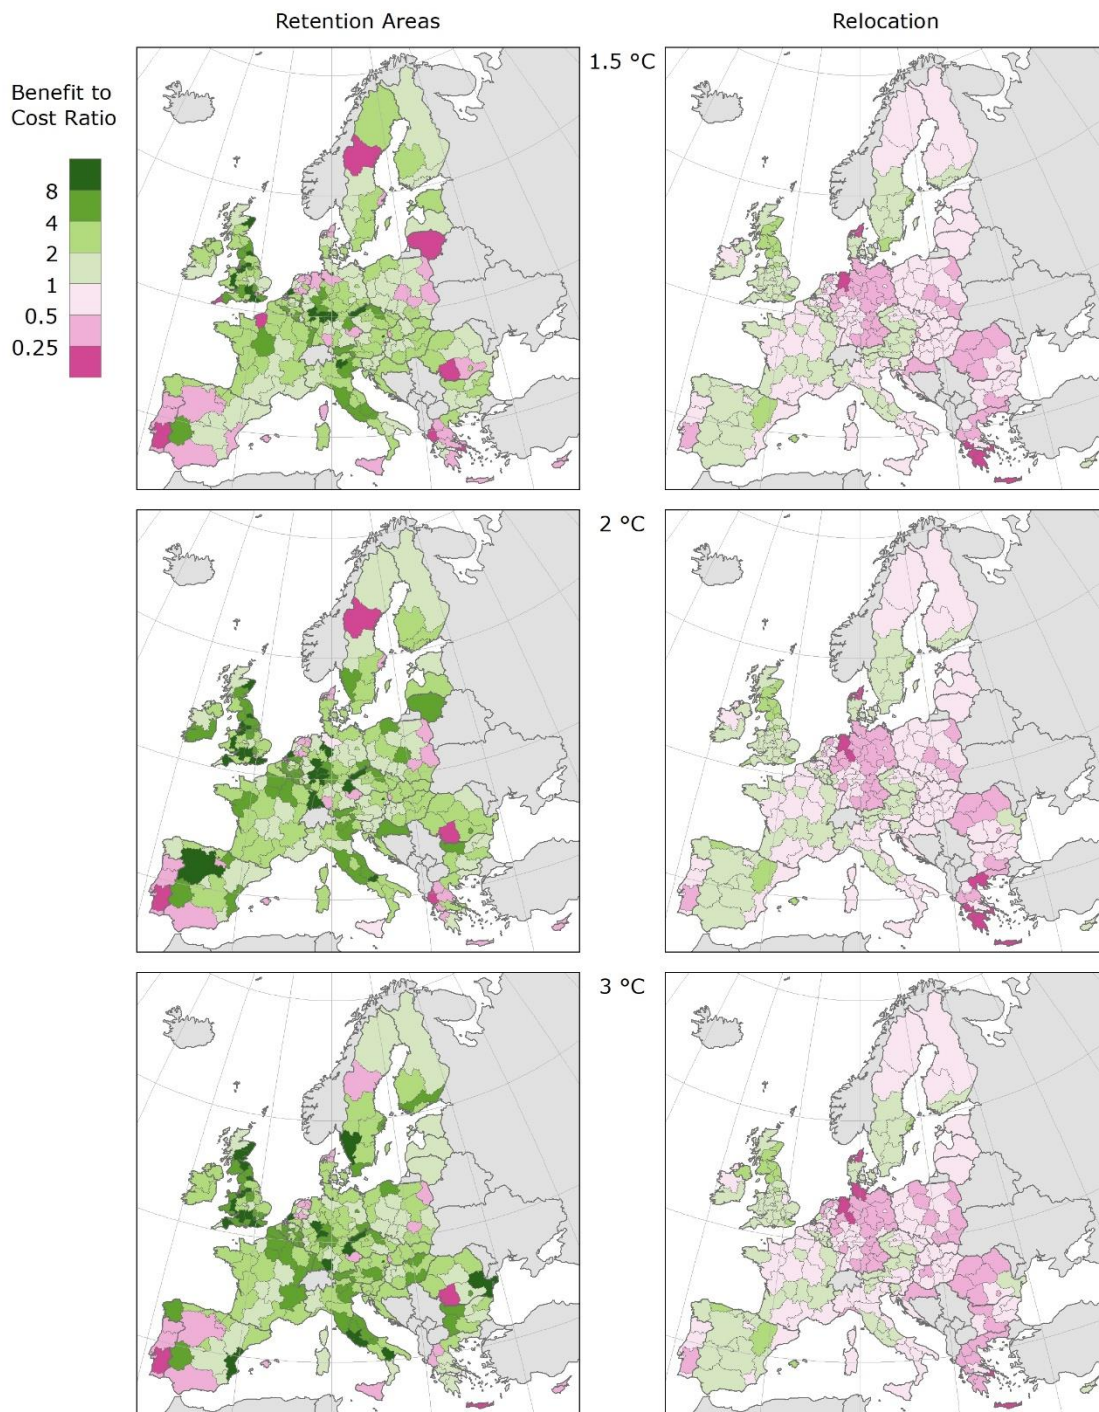 Retention Areas
Relocation
1.5 °C
Benefit to
Cost Ratio
8
4
2
1
0.5
0.25
2 °C
3 °C